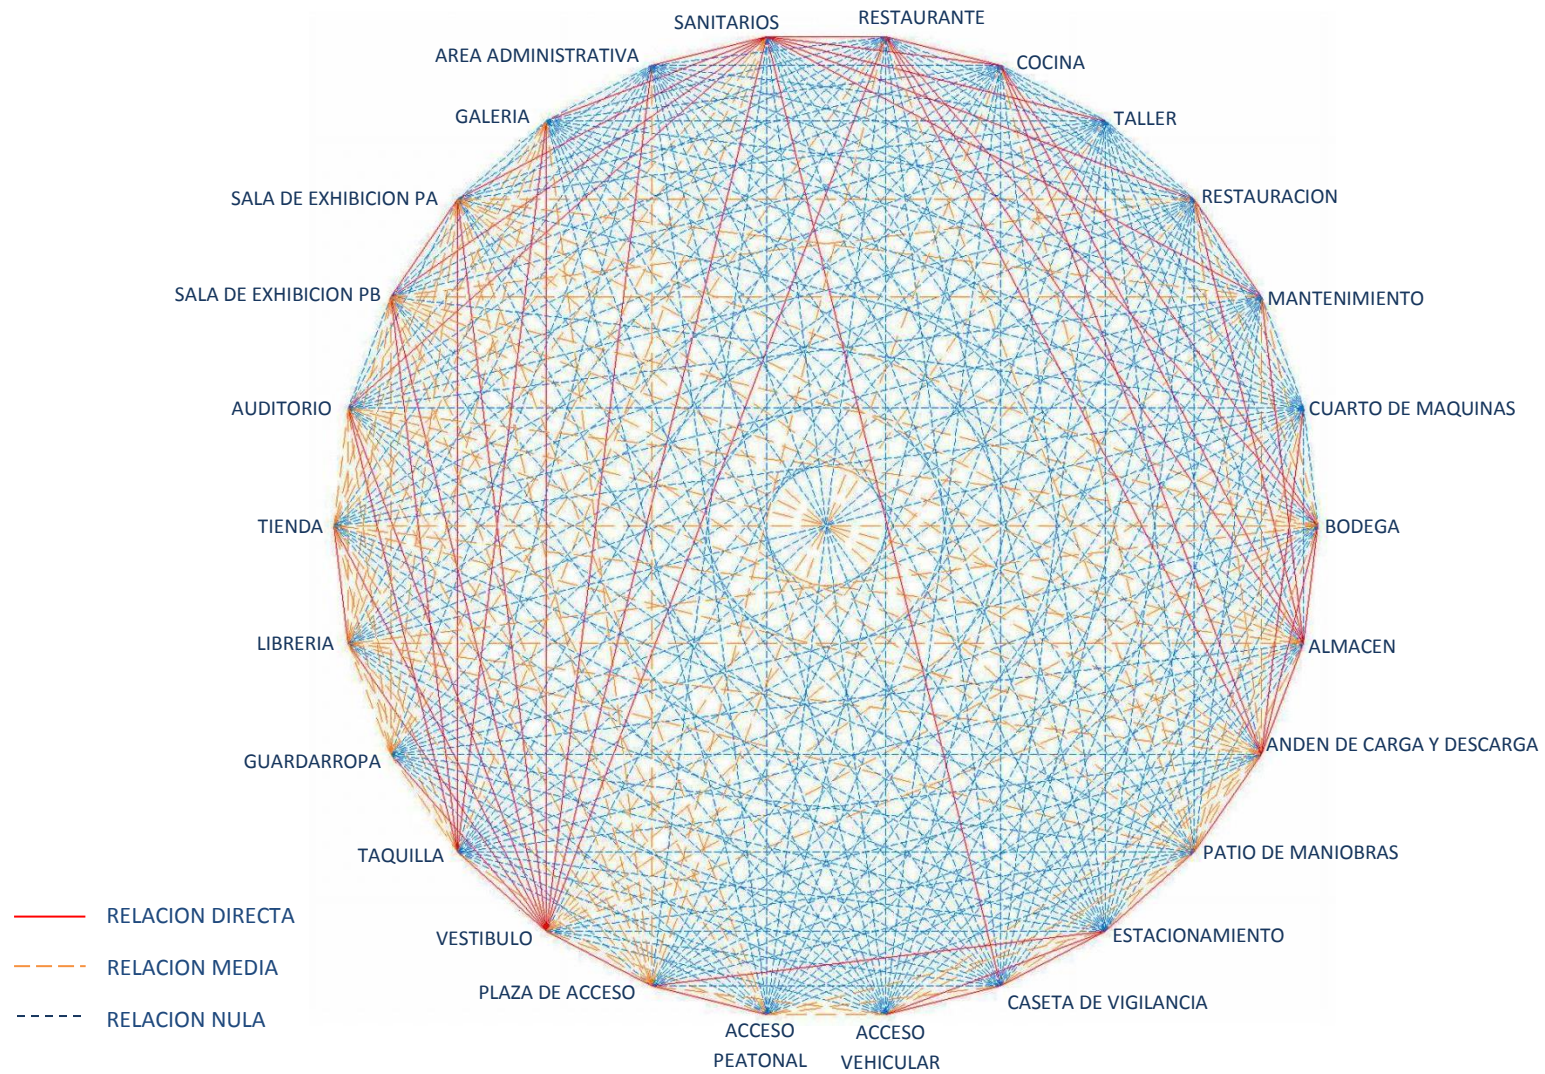 SANITARIOS
RESTAURANTE
AREA ADMINISTRATIVA
COCINA
GALERIA
TALLER
SALA DE EXHIBICION PA
RESTAURACION
SALA DE EXHIBICION PB
MANTENIMIENTO
AUDITORIO
CUARTO DE MAQUINAS
TIENDA
BODEGA
LIBRERIA
ALMACEN
GUARDARROPA
ANDEN DE CARGA Y DESCARGA
TAQUILLA
PATIO DE MANIOBRAS
VESTIBULO
ESTACIONAMIENTO
PLAZA DE ACCESO
CASETA DE VIGILANCIA
ACCESO
PEATONAL
ACCESO
VEHICULAR
RELACION DIRECTA
RELACION MEDIA
RELACION NULA